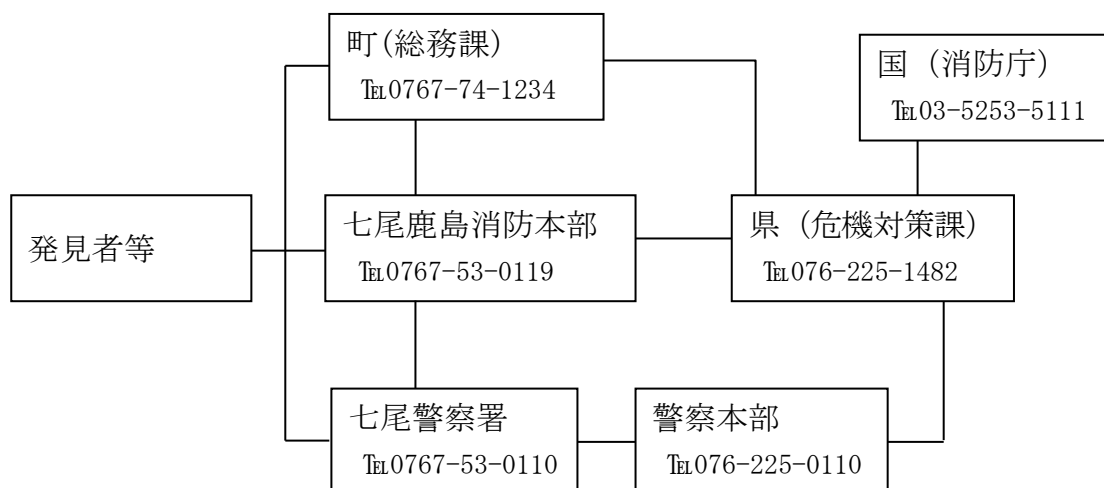 町(総務課)
℡0767-74-1234
国（消防庁）
℡03-5253-5111
発見者等
七尾鹿島消防本部
℡0767-53-0119
県（危機対策課）
℡076-225-1482
七尾警察署
℡0767-53-0110
警察本部
℡076-225-0110